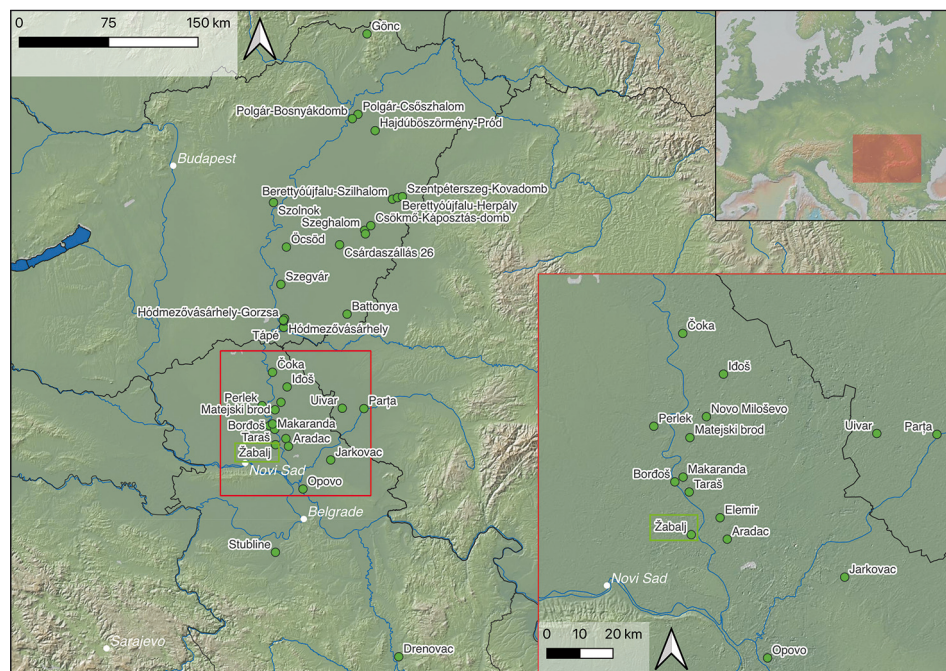 0 75 150 km
Gönc
Polgár-Bosnyákdomb
Polgár-Csőszhalom
Hajdúböszörmény-Pród
Budapest
Berettyóújfalu-Szilhalom
Szentpéterszeg-Kovadomb
Szolnok
Berettyóújfalu-Herpály
Szeghalom
Csökmő-Káposztás-domb
Öcsöd
Csárdaszállás 26
Szegvár
Hódmezővásárhely-Gorzsa
Battonya
Tápé
Hódmezővásárhely
Čoka
Iđoš
Perlek
Matejski brod
Uivar
Parța
Borđoš
Makaranda
Taraš
Aradac
Žabalj
Jarkovac
Novi Sad
Opovo
Belgrade
Stubline
Sarajevo
Drenovac
Čoka
Iđoš
Novo Miloševo
Perlek
Matejski brod
Uivar
Parța
Borđoš
Makaranda
Taraš
Elemir
Žabalj
Aradac
Jarkovac
Novi Sad
Opovo
0 10 20 km